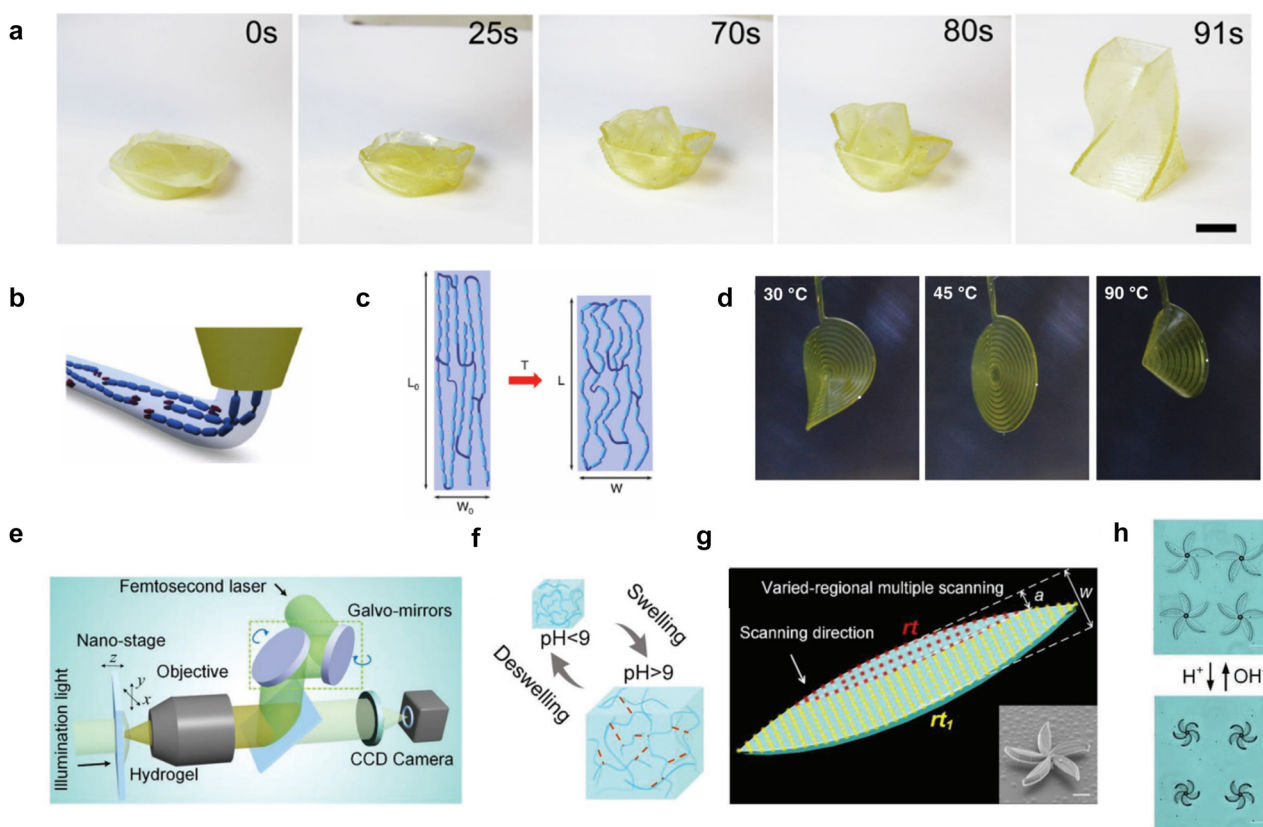 a
0s
25s
70s
80s
91s
b
c
L0
W0
T
L
W
d
30 °C
45 °C
90 °C
e
Femtosecond laser
Galvo-mirrors
Nano-stage
z
y
x
Objective
Illumination light
Hydrogel
CCD Camera
f
pH<9
Swelling
pH>9
Deswelling
g
Varied-regional multiple scanning
a
w
Scanning direction
rt
rt1
h
H+
OH-